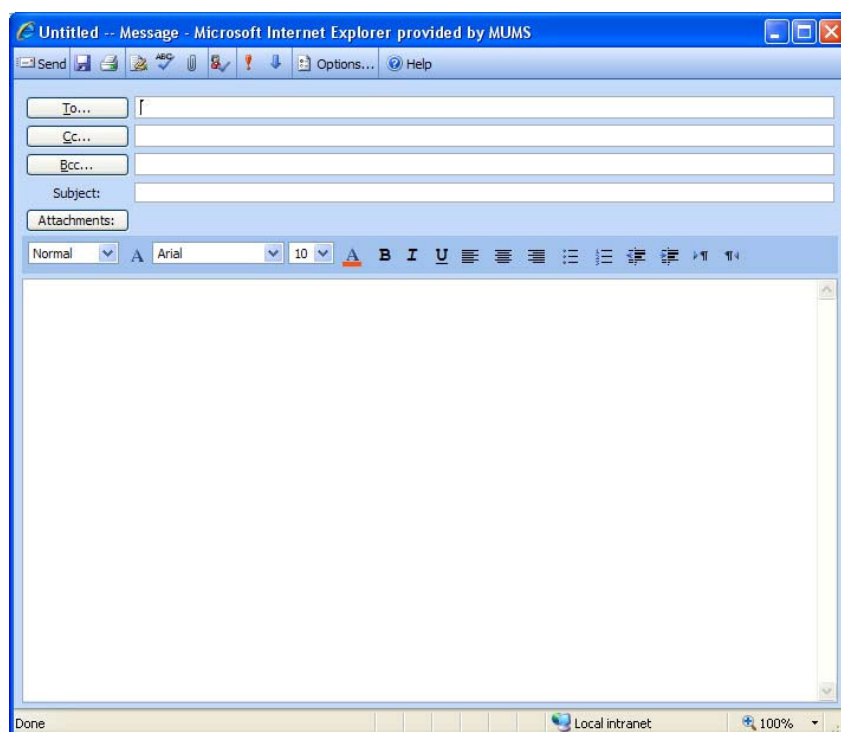 Untitled -- Message - Microsoft Internet Explorer provided by MUMS
Send ABC Options... Help
To...
Cc...
Bcc...
Subject:
Attachments:
Normal A Arial 10 A B I U
Done Local intranet 100%